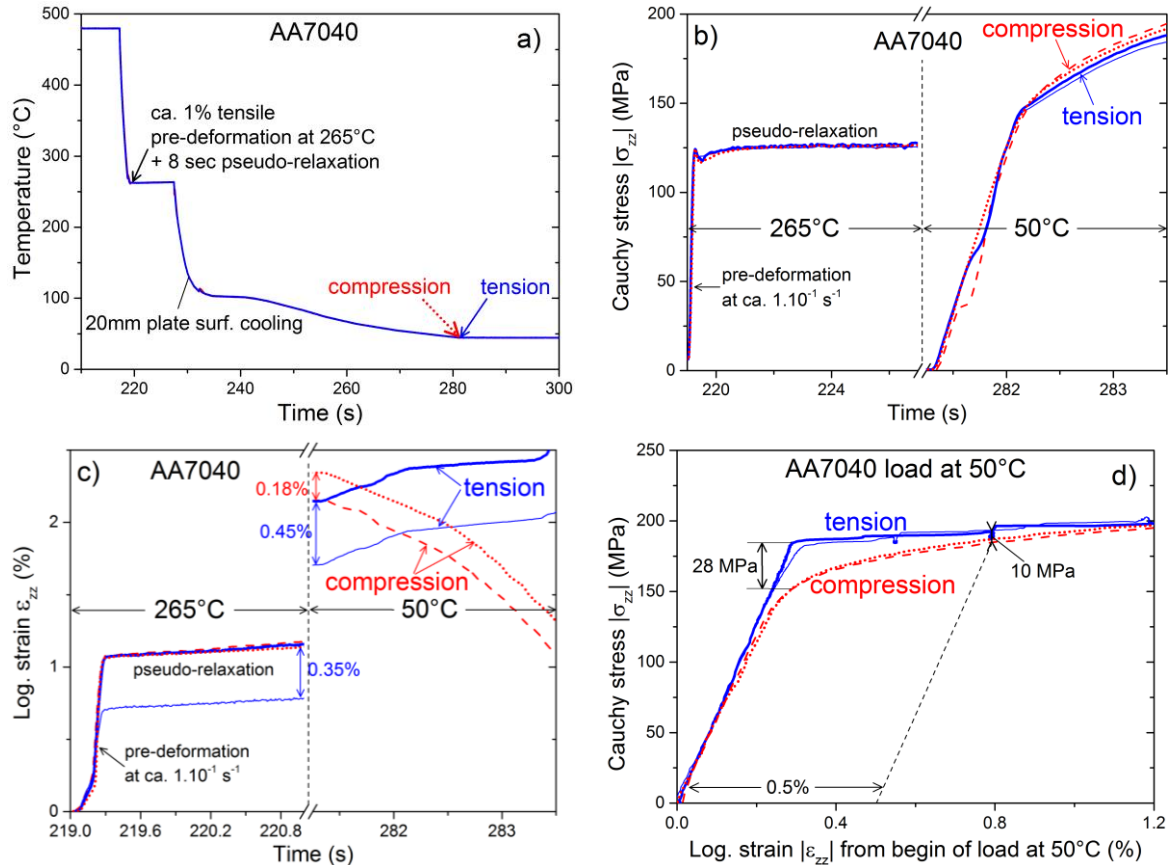 AA7040
a)
500
400
300
200
100
0
Temperature (°C)
ca. 1% tensile
pre-deformation at 265°C
+ 8 sec pseudo-relaxation
compression
tension
20mm plate surf. cooling
220
240
260
280
300
Time (s)
b)
AA7040
200
150
100
50
0
Cauchy stress |σzz| (MPa)
compression
tension
pseudo-relaxation
265°C
50°C
pre-deformation
at ca. 1.10⁻¹ s⁻¹
220
224
282
283
Time (s)
c)
AA7040
2
1
0
Log. strain εzz (%)
0.18%
0.45%
tension
compression
265°C
50°C
pseudo-relaxation
0.35%
pre-deformation
at ca. 1.10⁻¹ s⁻¹
219.0
219.6
220.2
220.8
282
283
Time (s)
AA7040 load at 50°C
d)
250
200
150
100
50
0
Cauchy stress |σzz| (MPa)
tension
28 MPa
compression
10 MPa
0.5%
0.0
0.2
0.4
0.6
0.8
1.0
1.2
Log. strain |εzz| from begin of load at 50°C (%)